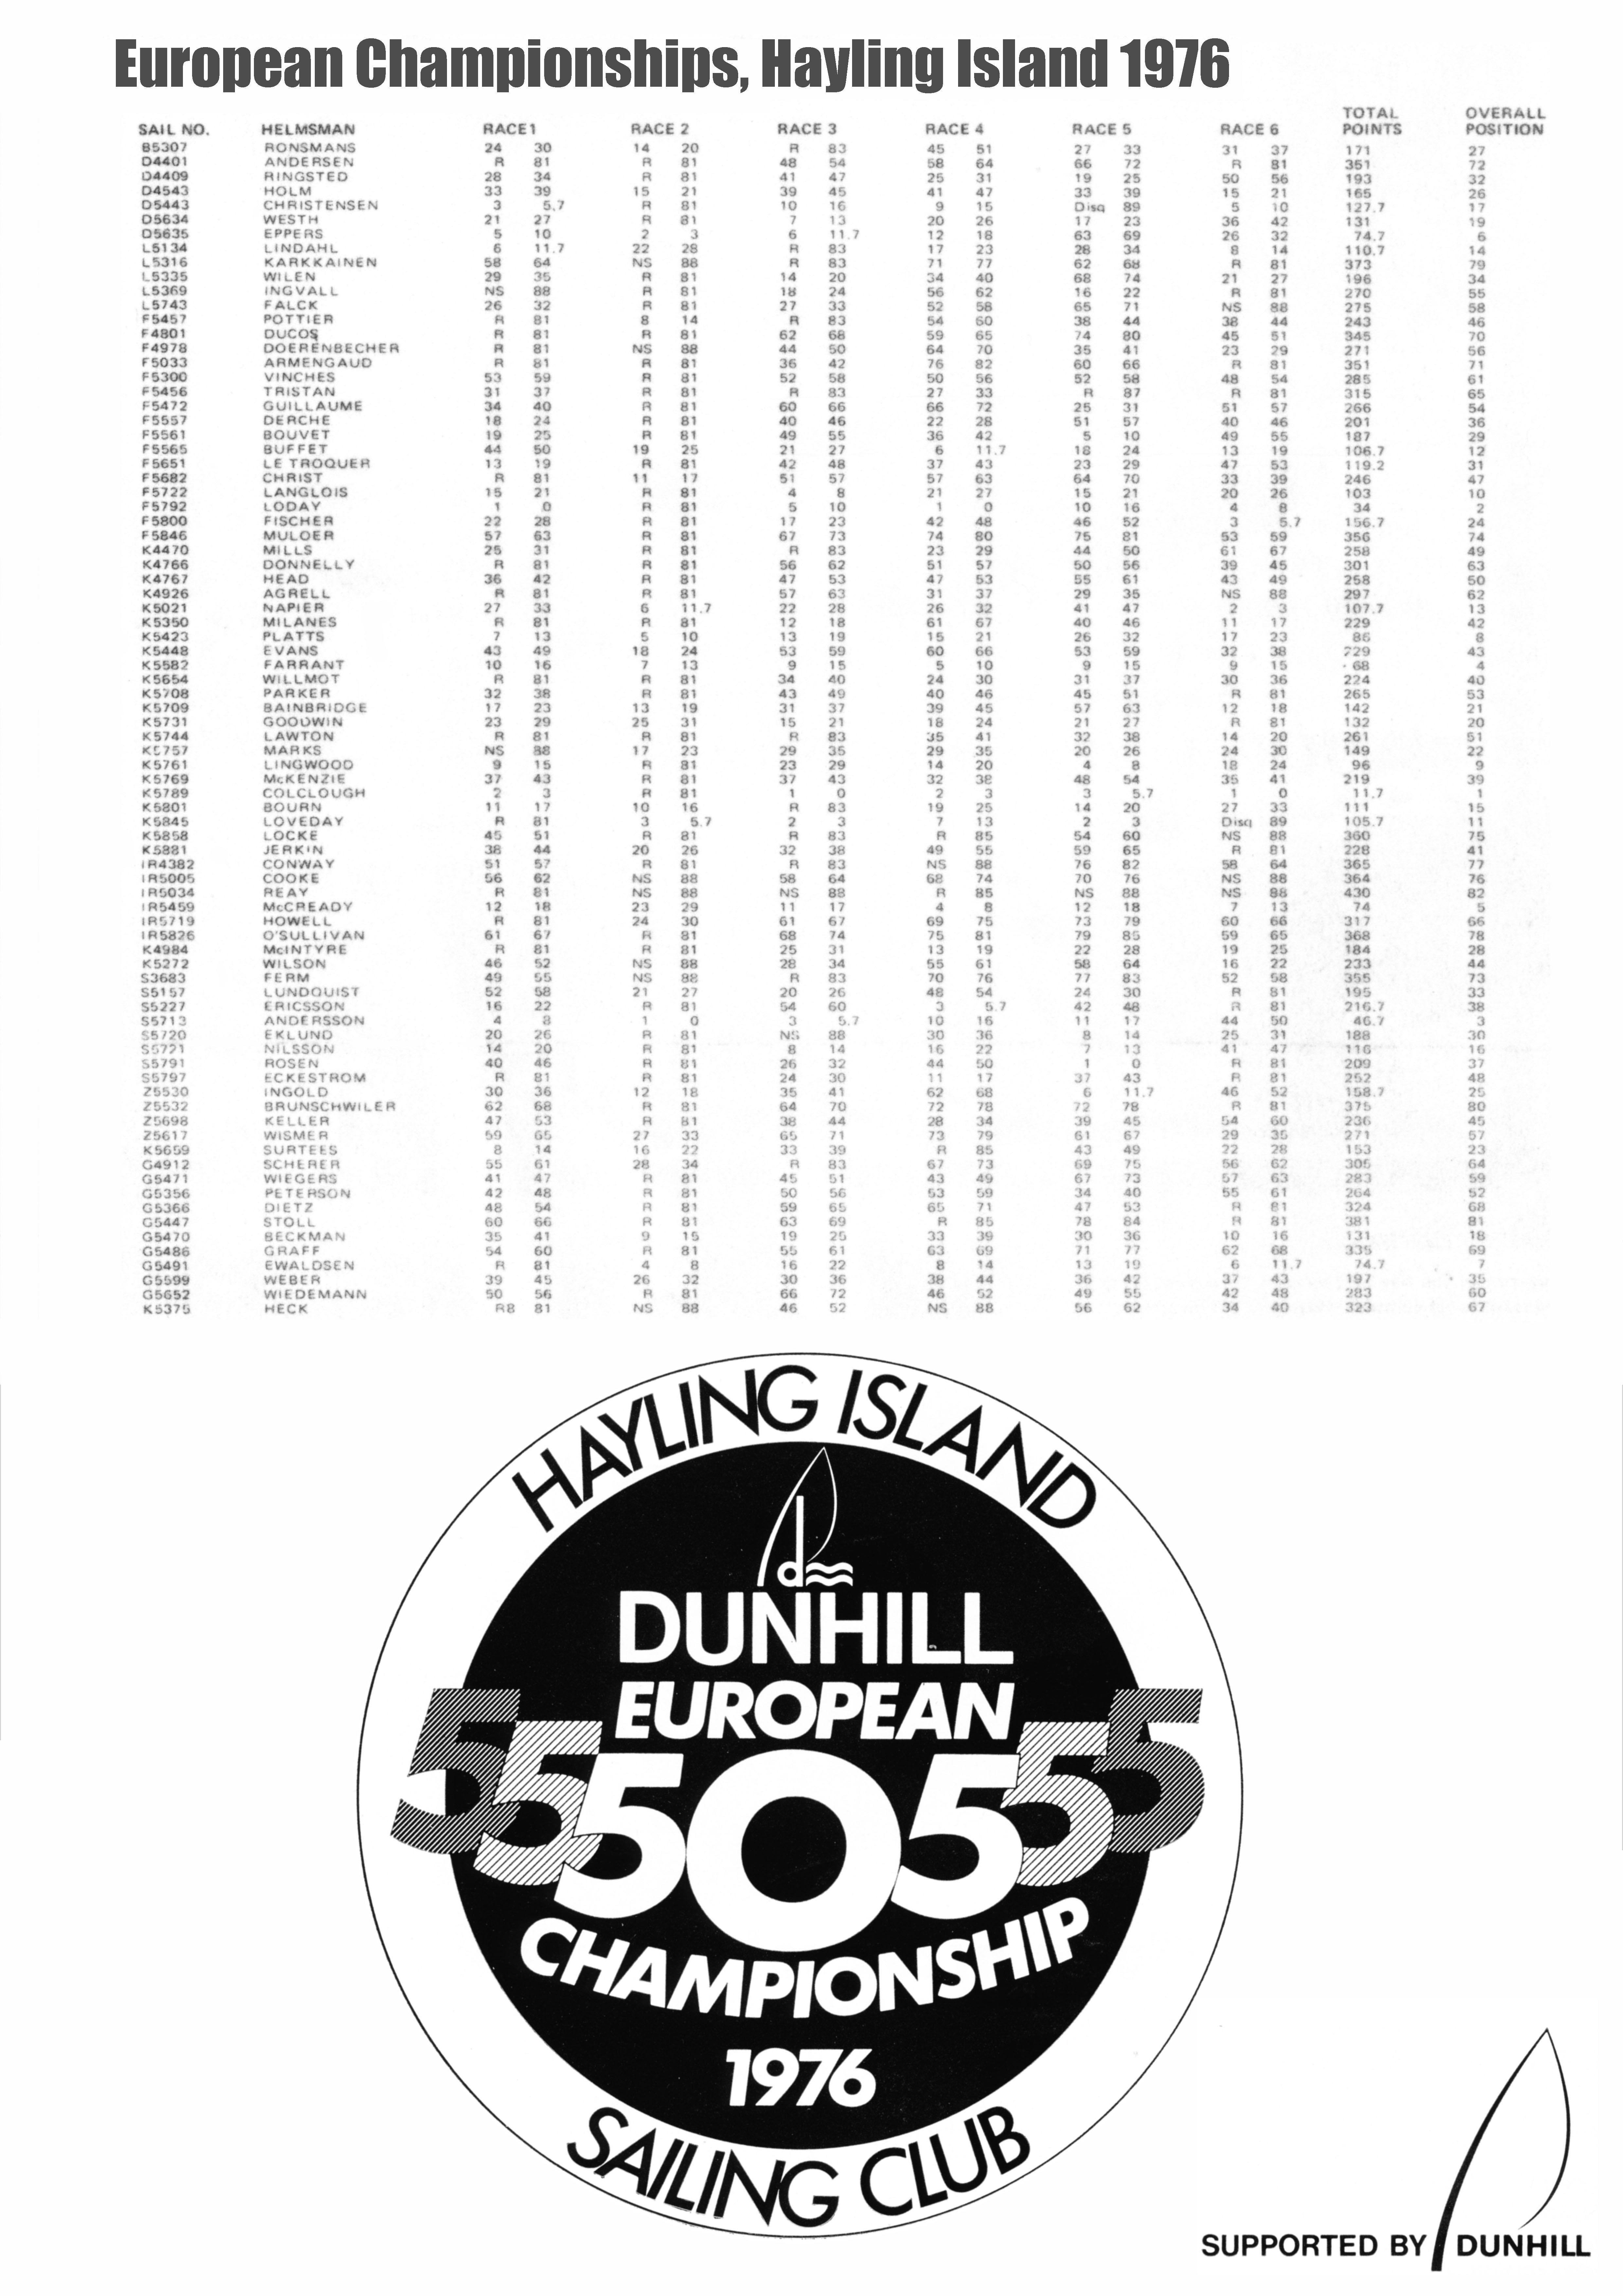 European Championships, Hayling Island 1976
TOTAL OVERALL
SAIL NO. HELMSMAN RACE1 RACE 2 RACE 3 RACE 4 RACE 5 RACE 6 POINTS POSITION
B5307 RONSMANS 24 30 14 20 R 83 45 51 27 33 31 37 171 27
D4401 ANDERSEN R 81 R 81 48 54 58 64 66 72 R 81 351 72
D4409 RINGSTED 28 34 R 81 41 47 25 31 19 25 50 56 193 32
D4543 HOLM 33 39 15 21 39 45 41 47 33 39 15 21 165 26
D5443 CHRISTENSEN 3 5.7 R 81 10 16 9 15 Disq 89 5 10 127.7 17
D5634 WESTH 21 27 R 81 7 13 20 26 17 23 36 42 131 19
D5635 EPPERS 5 10 2 3 6 11.7 12 18 63 69 26 32 74.7 6
L5134 LINDAHL 6 11.7 22 28 R 83 17 23 28 34 8 14 110.7 14
L5316 KARKKAINEN 58 64 NS 88 R 83 71 77 62 68 R 81 373 79
L5335 WILEN 29 35 R 81 14 20 34 40 68 74 21 27 196 34
L5369 INGVALL NS 88 R 81 18 24 56 62 16 22 R 81 270 55
L5743 FALCK 26 32 R 81 27 33 52 58 65 71 NS 88 275 58
F5457 POTTIER R 81 8 14 R 83 54 60 38 44 38 44 243 46
F4801 DUCOS R 81 R 81 62 68 59 65 74 80 45 51 345 70
F4978 DOERENBECHER R 81 NS 88 44 50 64 70 35 41 23 29 271 56
F5033 ARMENGAUD R 81 R 81 36 42 76 82 60 66 R 81 351 71
F5300 VINCHES 53 59 R 81 52 58 50 56 52 58 48 54 285 61
F5456 TRISTAN 31 37 R 81 R 83 27 33 R 87 R 81 315 65
F5472 GUILLAUME 34 40 R 81 60 66 66 72 25 31 51 57 266 54
F5557 DERCHE 18 24 R 81 40 46 22 28 51 57 40 46 201 36
F5561 BOUVET 19 25 R 81 49 55 36 42 5 10 49 55 187 29
F5565 BUFFET 44 50 19 25 21 27 6 11.7 18 24 13 19 106.7 12
F5651 LE TROQUER 13 19 R 81 42 48 37 43 23 29 47 53 119.2 31
F5682 CHRIST R 81 11 17 51 57 57 63 64 70 33 39 246 47
F5722 LANGLOIS 15 21 R 81 4 8 21 27 15 21 20 26 103 10
F5792 LODAY 1 0 R 81 5 10 1 0 10 16 4 8 34 2
F5800 FISCHER 22 28 R 81 17 23 42 48 46 52 3 5.7 156.7 24
F5846 MULOER 57 63 R 81 67 73 74 80 75 81 53 59 356 74
K4470 MILLS 25 31 R 81 R 83 23 29 44 50 61 67 258 49
K4766 DONNELLY R 81 R 81 56 62 51 57 50 56 39 45 301 63
K4767 HEAD 36 42 R 81 47 53 47 53 55 61 43 49 258 50
K4926 AGRELL R 81 R 81 57 63 31 37 29 35 NS 88 297 62
K5021 NAPIER 27 33 6 11.7 22 28 26 32 41 47 2 3 107.7 13
K5350 MILANES R 81 R 81 12 18 61 67 40 46 11 17 229 42
K5423 PLATTS 7 13 5 10 13 19 15 21 26 32 17 23 86 8
K5448 EVANS 43 49 18 24 53 59 60 66 53 59 32 38 229 43
K5582 FARRANT 10 16 7 13 9 15 5 10 9 15 9 15 68 4
K5654 WILLMOT R 81 R 81 34 40 24 30 31 37 30 36 224 40
K5708 PARKER 32 38 R 81 43 49 40 46 45 51 R 81 265 53
K5709 BAINBRIDGE 17 23 13 19 31 37 39 45 57 63 12 18 142 21
K5731 GOODWIN 23 29 25 31 15 21 18 24 21 27 R 81 132 20
K5744 LAWTON R 81 R 81 R 83 35 41 32 38 14 20 261 51
K5757 MARKS NS 88 17 23 29 35 29 35 20 26 24 30 149 22
K5761 LINGWOOD 9 15 R 81 23 29 14 20 4 8 18 24 96 9
K5769 McKENZIE 37 43 R 81 37 43 32 38 48 54 35 41 219 39
K5789 COLCLOUGH 2 3 R 81 1 0 2 3 3 5.7 1 0 11.7 1
K5801 BOURN 11 17 10 16 R 83 19 25 14 20 27 33 111 15
K5845 LOVEDAY R 81 3 5.7 2 3 7 13 2 3 Disq 89 105.7 11
K5858 LOCKE 45 51 R 81 R 83 R 85 54 60 NS 88 360 75
K5881 JERKIN 38 44 20 26 32 38 49 55 59 65 R 81 228 41
IR4382 CONWAY 51 57 R 81 R 83 NS 88 76 82 58 64 365 77
IR5005 COOKE 56 62 NS 88 58 64 68 74 70 76 NS 88 364 76
IR5034 REAY R 81 NS 88 NS 88 R 85 NS 88 NS 88 430 82
IR5459 McCREADY 12 18 23 29 11 17 4 8 12 18 7 13 74 5
IR5719 HOWELL R 81 24 30 61 67 69 75 73 79 60 66 317 66
IR5826 O'SULLIVAN 61 67 R 81 68 74 75 81 79 85 59 65 368 78
K4984 McINTYRE R 81 R 81 25 31 13 19 22 28 19 25 184 28
K5272 WILSON 46 52 NS 88 28 34 55 61 58 64 16 22 233 44
S3683 FERM 49 55 NS 88 R 83 70 76 77 83 52 58 355 73
S5157 LUNDQUIST 52 58 21 27 20 26 48 54 24 30 R 81 195 33
S5227 ERICSSON 16 22 R 81 54 60 3 5.7 42 48 R 81 216.7 38
S5713 ANDERSSON 4 8 1 0 3 5.7 10 16 11 17 44 50 46.7 3
S5720 EKLUND 20 26 R 81 NS 88 30 36 8 14 25 31 188 30
S5721 NILSSON 14 20 R 81 8 14 16 22 7 13 41 47 116 16
S5791 ROSEN 40 46 R 81 26 32 44 50 1 0 R 81 209 37
S5797 ECKESTROM R 81 R 81 24 30 11 17 37 43 R 81 252 48
Z5530 INGOLD 30 36 12 18 35 41 62 68 6 11.7 46 52 158.7 25
Z5532 BRUNSCHWILER 62 68 R 81 64 70 72 78 72 78 R 81 375 80
Z5698 KELLER 47 53 R 81 38 44 28 34 39 45 54 60 236 45
Z5617 WISMER 59 65 27 33 65 71 73 79 61 67 29 35 271 57
K5659 SURTEES 8 14 16 22 33 39 R 85 43 49 22 28 153 23
G4912 SCHERER 55 61 28 34 R 83 67 73 69 75 56 62 305 64
G5471 WIEGERS 41 47 R 81 45 51 43 49 67 73 57 63 283 59
G5356 PETERSON 42 48 R 81 50 56 53 59 34 40 55 61 264 52
G5366 DIETZ 48 54 R 81 59 65 65 71 47 53 R 81 324 68
G5447 STOLL 60 66 R 81 63 69 R 85 78 84 R 81 381 81
G5470 BECKMAN 35 41 9 15 19 25 33 39 30 36 10 16 131 18
G5486 GRAFF 54 60 R 81 55 61 63 69 71 77 62 68 335 69
G5491 EWALDSEN R 81 4 8 16 22 8 14 13 19 6 11.7 74.7 7
G5599 WEBER 39 45 26 32 30 36 38 44 36 42 37 43 197 35
G5652 WIEDEMANN 50 56 R 81 66 72 46 52 49 55 42 48 283 60
K5375 HECK R8 81 NS 88 46 52 NS 88 56 62 34 40 323 67
HAYLING ISLAND
d
DUNHILL
EUROPEAN
5 5 505 5 5
CHAMPIONSHIP
1976
SAILING CLUB
SUPPORTED BY DUNHILL